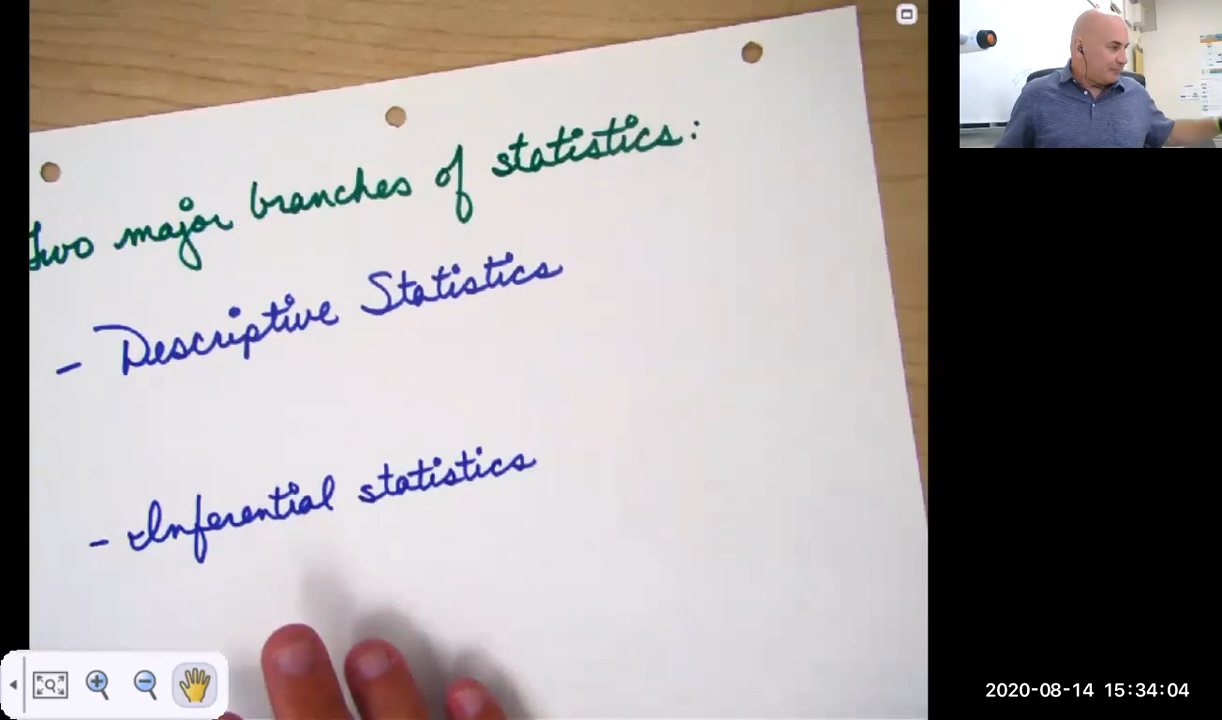 Two major branches of statistics:
- Descriptive Statistics
- Inferential statistics
2020-08-14 15:34:04